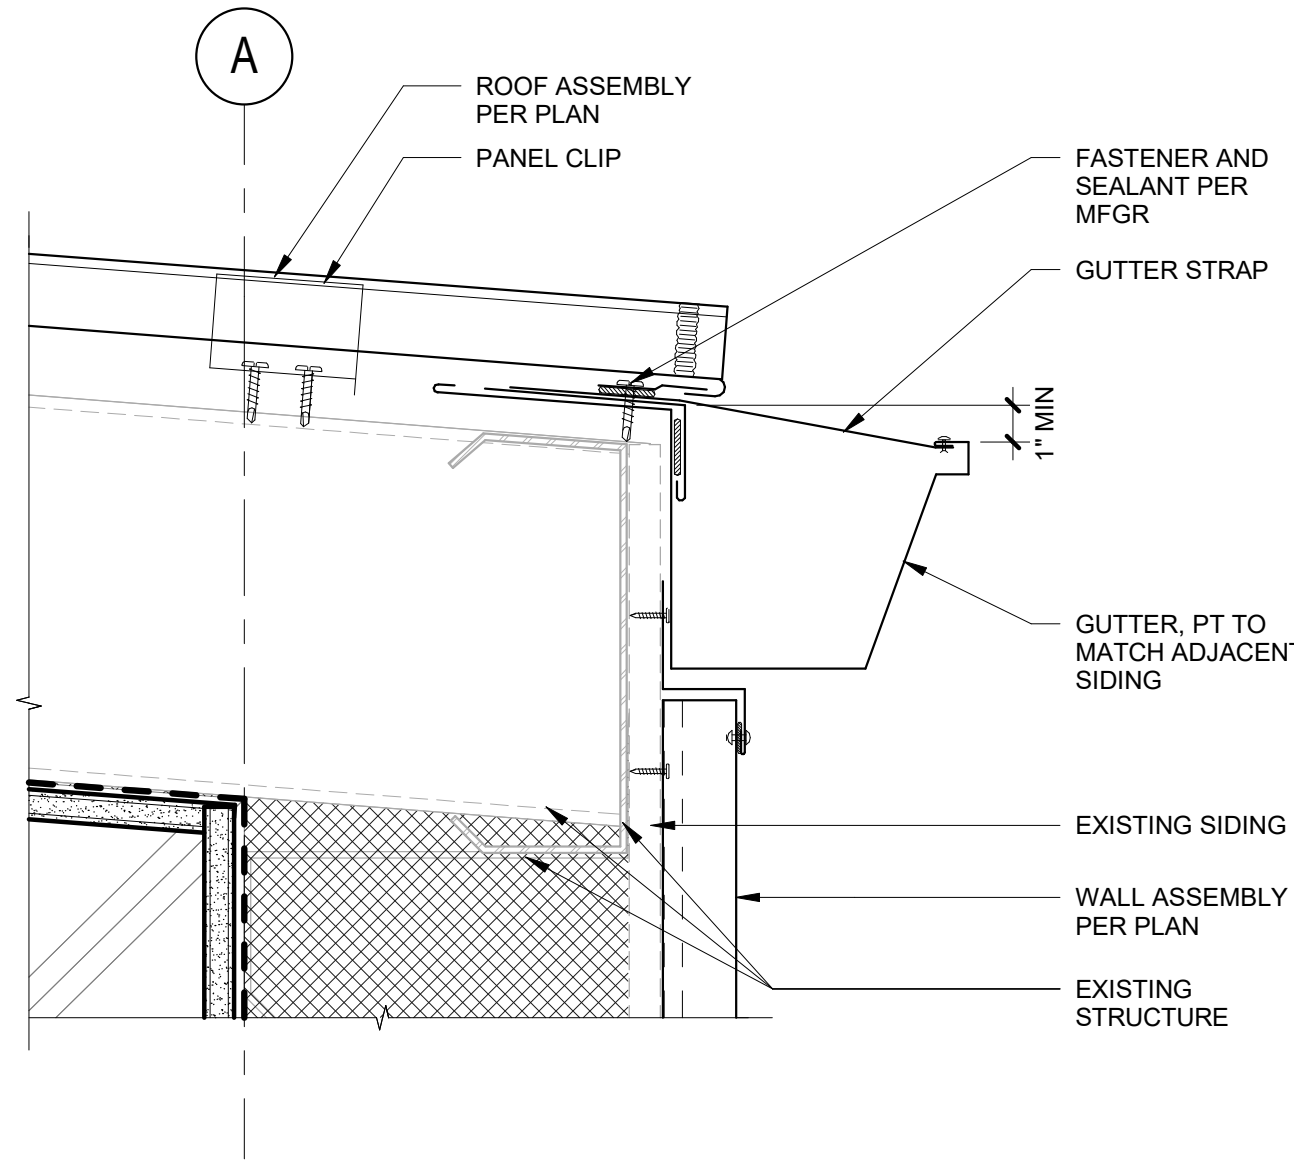 A
ROOF ASSEMBLY
PER PLAN
PANEL CLIP
FASTENER AND
SEALANT PER
MFGR
GUTTER STRAP
1" MIN
GUTTER, PT TO
MATCH ADJACENT
SIDING
EXISTING SIDING
WALL ASSEMBLY
PER PLAN
EXISTING
STRUCTURE